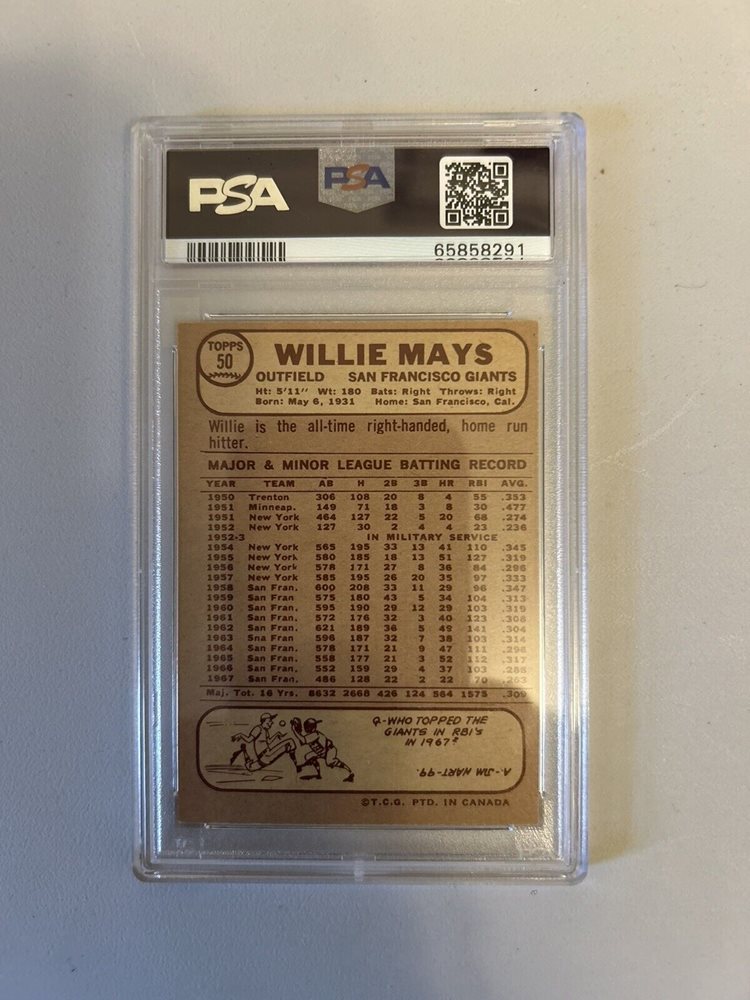 PSA PSA
65858291
TOPPS
50
WILLIE MAYS
OUTFIELD SAN FRANCISCO GIANTS
Ht: 5'11" Wt: 180 Bats: Right Throws: Right
Born: May 6, 1931 Home: San Francisco, Cal.
Willie is the all-time right-handed, home run
hitter.
MAJOR & MINOR LEAGUE BATTING RECORD
YEAR TEAM AB H 2B 3B HR RBI AVG.
1950 Trenton 306 108 20 8 4 55 .353
1951 Minneap. 149 71 18 3 8 30 .477
1951 New York 464 127 22 5 20 68 .274
1952 New York 127 30 2 4 4 23 .236
1952-3 IN MILITARY SERVICE
1954 New York 565 195 33 13 41 110 .345
1955 New York 580 185 18 13 51 127 .319
1956 New York 578 171 27 8 36 84 .296
1957 New York 585 195 26 20 35 97 .333
1958 San Fran. 600 208 33 11 29 96 .347
1959 San Fran. 575 180 43 5 34 104 .313
1960 San Fran. 595 190 29 12 29 103 .319
1961 San Fran. 572 176 32 3 40 123 .308
1962 San Fran. 621 189 36 5 49 141 .304
1963 Sna Fran 596 187 32 7 38 103 .314
1964 San Fran. 578 171 21 9 47 111 .296
1965 San Fran. 558 177 21 3 52 112 .317
1966 San Fran. 552 159 29 4 37 103 .288
1967 San Fran. 486 128 22 2 22 70 .263
Maj. Tot. 16 Yrs. 8632 2668 426 124 564 1575 .309
Q-WHO TOPPED THE
GIANTS IN RBI'S
IN 1967?
A-JIM HART-99.
©T.C.G. PTD. IN CANADA